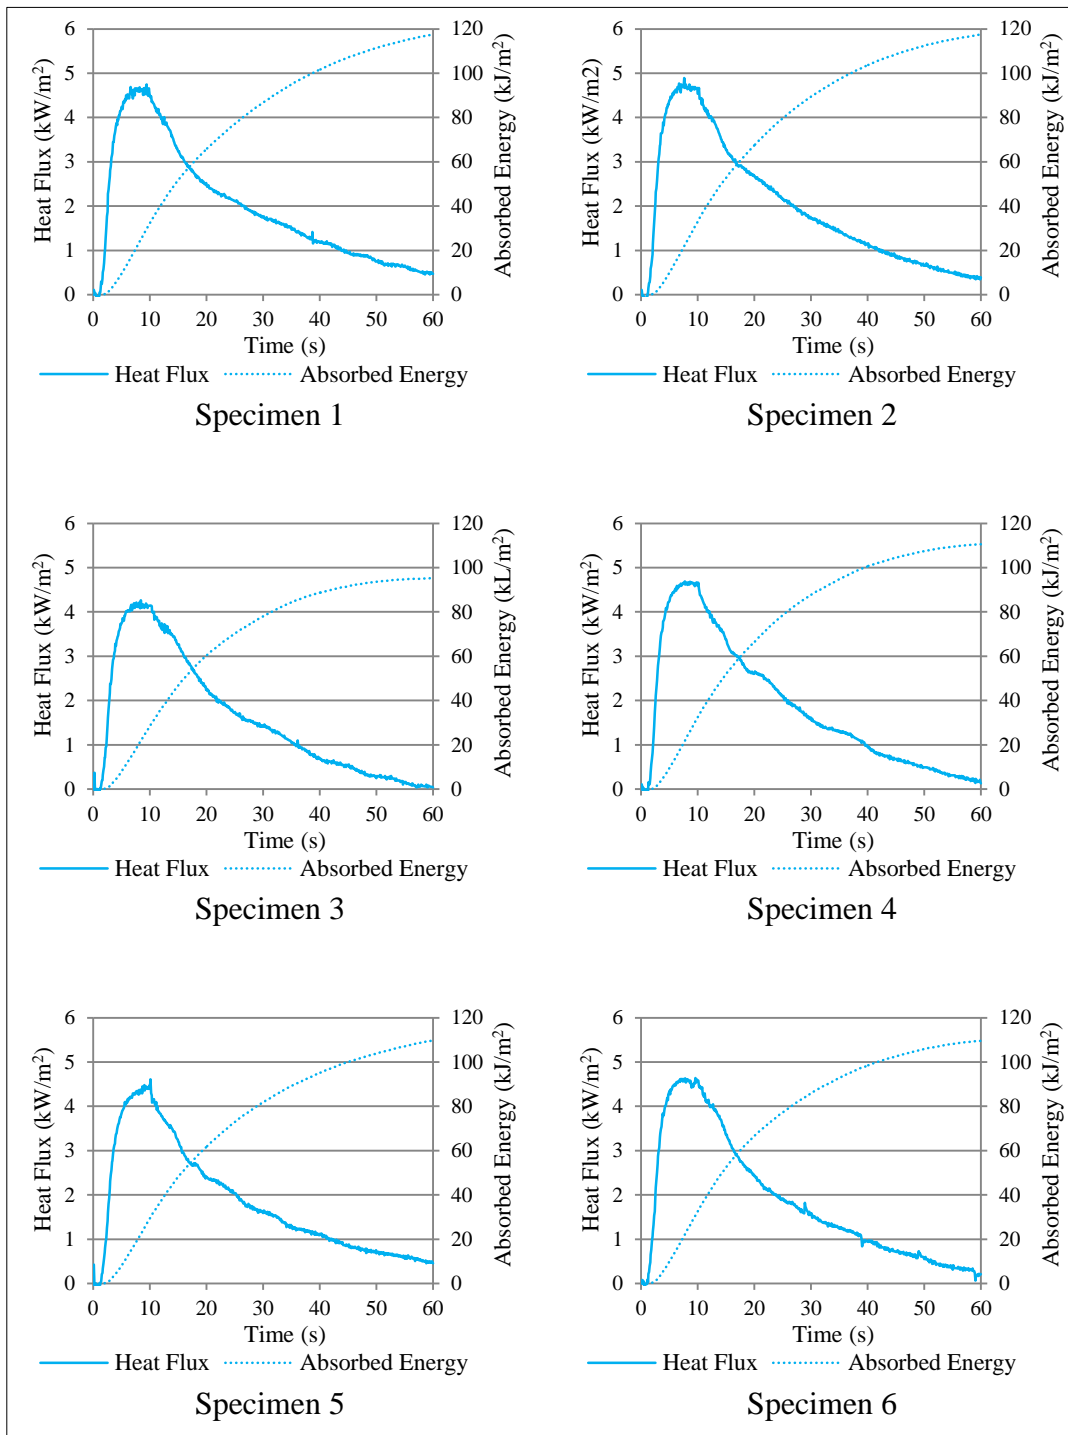 Heat Flux (kW/m²)
6
5
4
3
2
1
0
120
100
80
60
40
20
0
Absorbed Energy (kJ/m²)
0 10 20 30 40 50 60
Time (s)
Heat Flux Absorbed Energy
Specimen 1
Heat Flux (kW/m2)
6
5
4
3
2
1
0
120
100
80
60
40
20
0
Absorbed Energy (kJ/m²)
0 10 20 30 40 50 60
Time (s)
Heat Flux Absorbed Energy
Specimen 2
Heat Flux (kW/m²)
6
5
4
3
2
1
0
120
100
80
60
40
20
0
Absorbed Energy (kL/m²)
0 10 20 30 40 50 60
Time (s)
Heat Flux Absorbed Energy
Specimen 3
Heat Flux (kW/m²)
6
5
4
3
2
1
0
120
100
80
60
40
20
0
Absorbed Energy (kJ/m²)
0 10 20 30 40 50 60
Time (s)
Heat Flux Absorbed Energy
Specimen 4
Heat Flux (kW/m²)
6
5
4
3
2
1
0
120
100
80
60
40
20
0
Absorbed Energy (kJ/m²)
0 10 20 30 40 50 60
Time (s)
Heat Flux Absorbed Energy
Specimen 5
Heat Flux (kW/m²)
6
5
4
3
2
1
0
120
100
80
60
40
20
0
Absorbed Energy (kJ/m²)
0 10 20 30 40 50 60
Time (s)
Heat Flux Absorbed Energy
Specimen 6